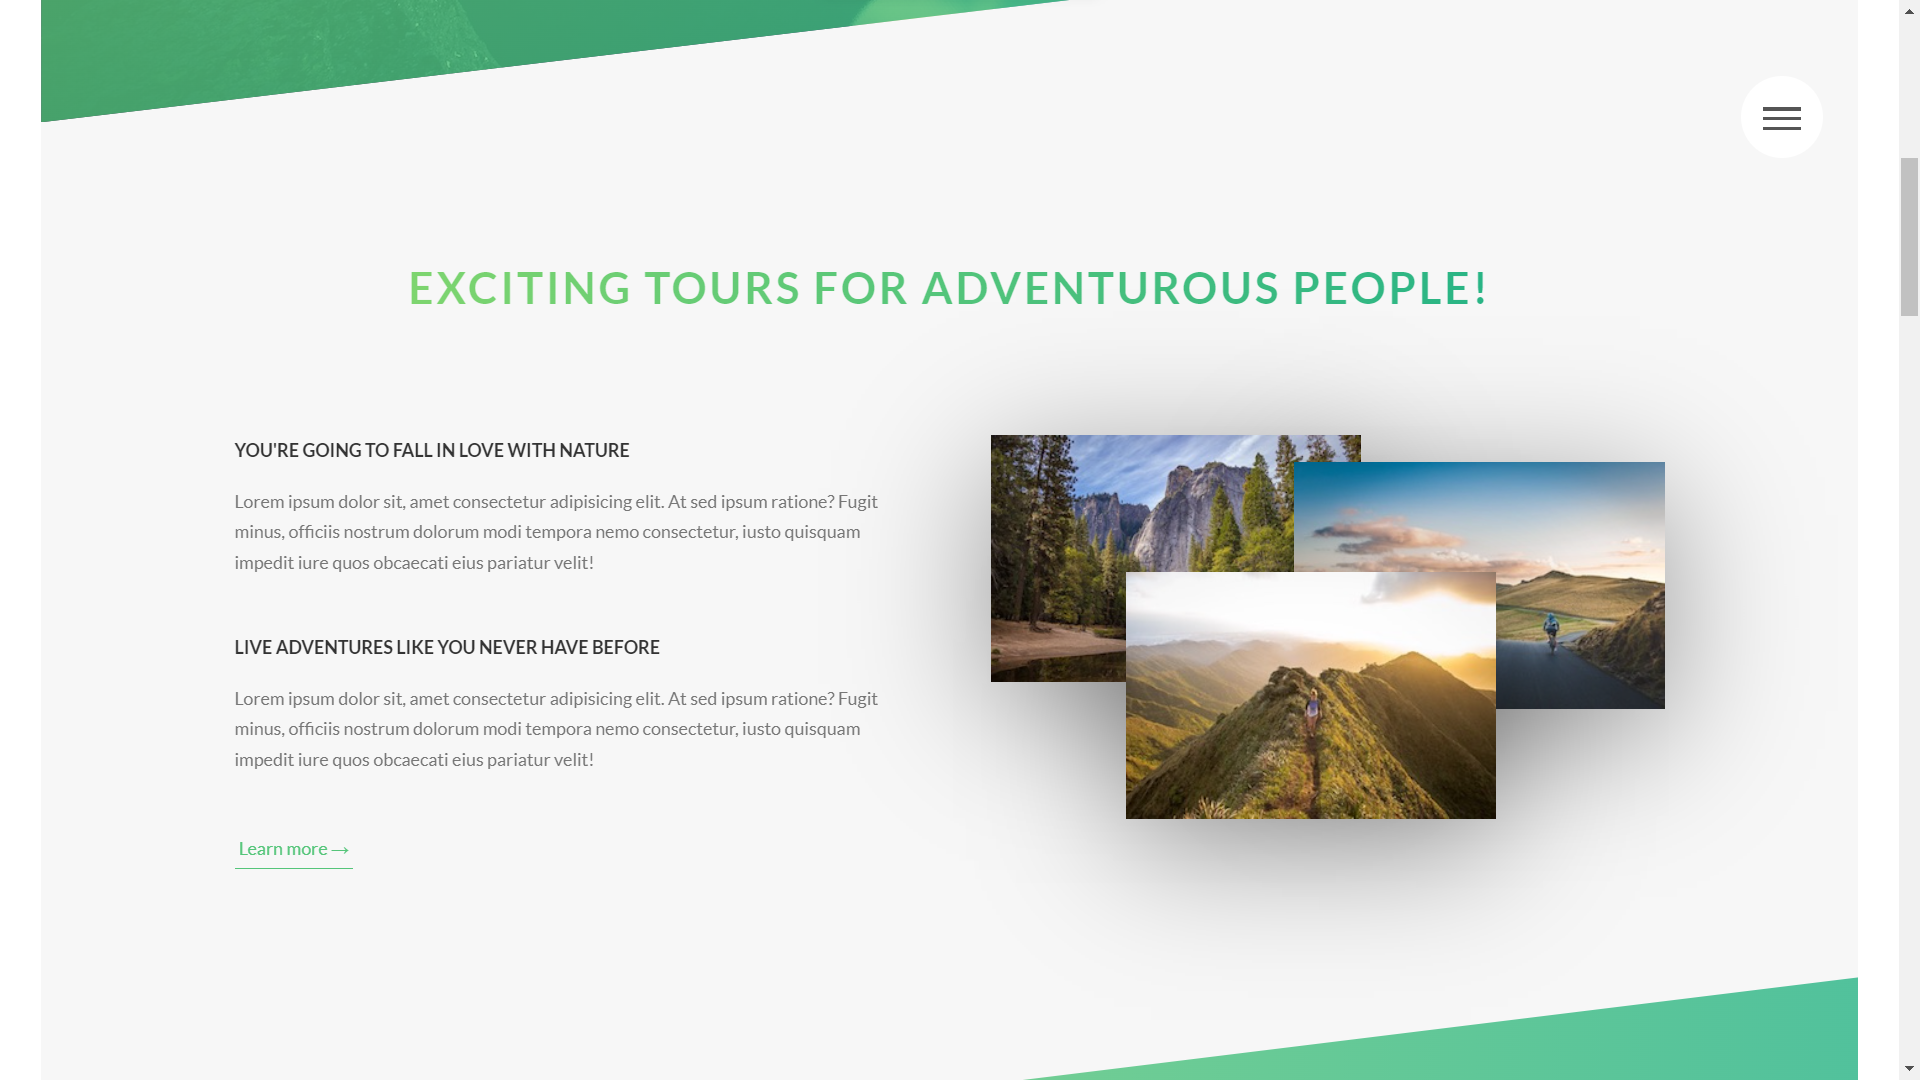 EXCITING TOURS FOR ADVENTUROUS PEOPLE!
YOU'RE GOING TO FALL IN LOVE WITH NATURE
Lorem ipsum dolor sit, amet consectetur adipisicing elit. At sed ipsum ratione? Fugit
minus, officiis nostrum dolorum modi tempora nemo consectetur, iusto quisquam
impedit iure quos obcaecati eius pariatur velit!
LIVE ADVENTURES LIKE YOU NEVER HAVE BEFORE
Lorem ipsum dolor sit, amet consectetur adipisicing elit. At sed ipsum ratione? Fugit
minus, officiis nostrum dolorum modi tempora nemo consectetur, iusto quisquam
impedit iure quos obcaecati eius pariatur velit!
Learn more →